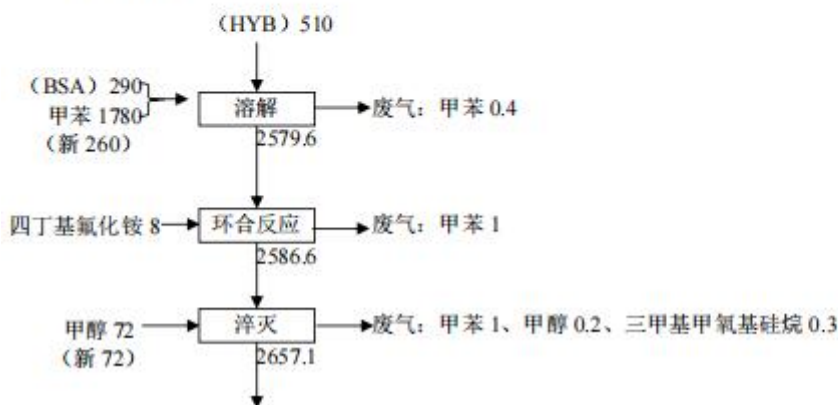 （HYB）510
（BSA）290
甲苯 1780
（新 260）
溶解
废气：甲苯 0.4
2579.6
四丁基氟化铵 8
环合反应
废气：甲苯 1
2586.6
甲醇 72
（新 72）
淬灭
废气：甲苯 1、甲醇 0.2、三甲基甲氧基硅烷 0.3
2657.1